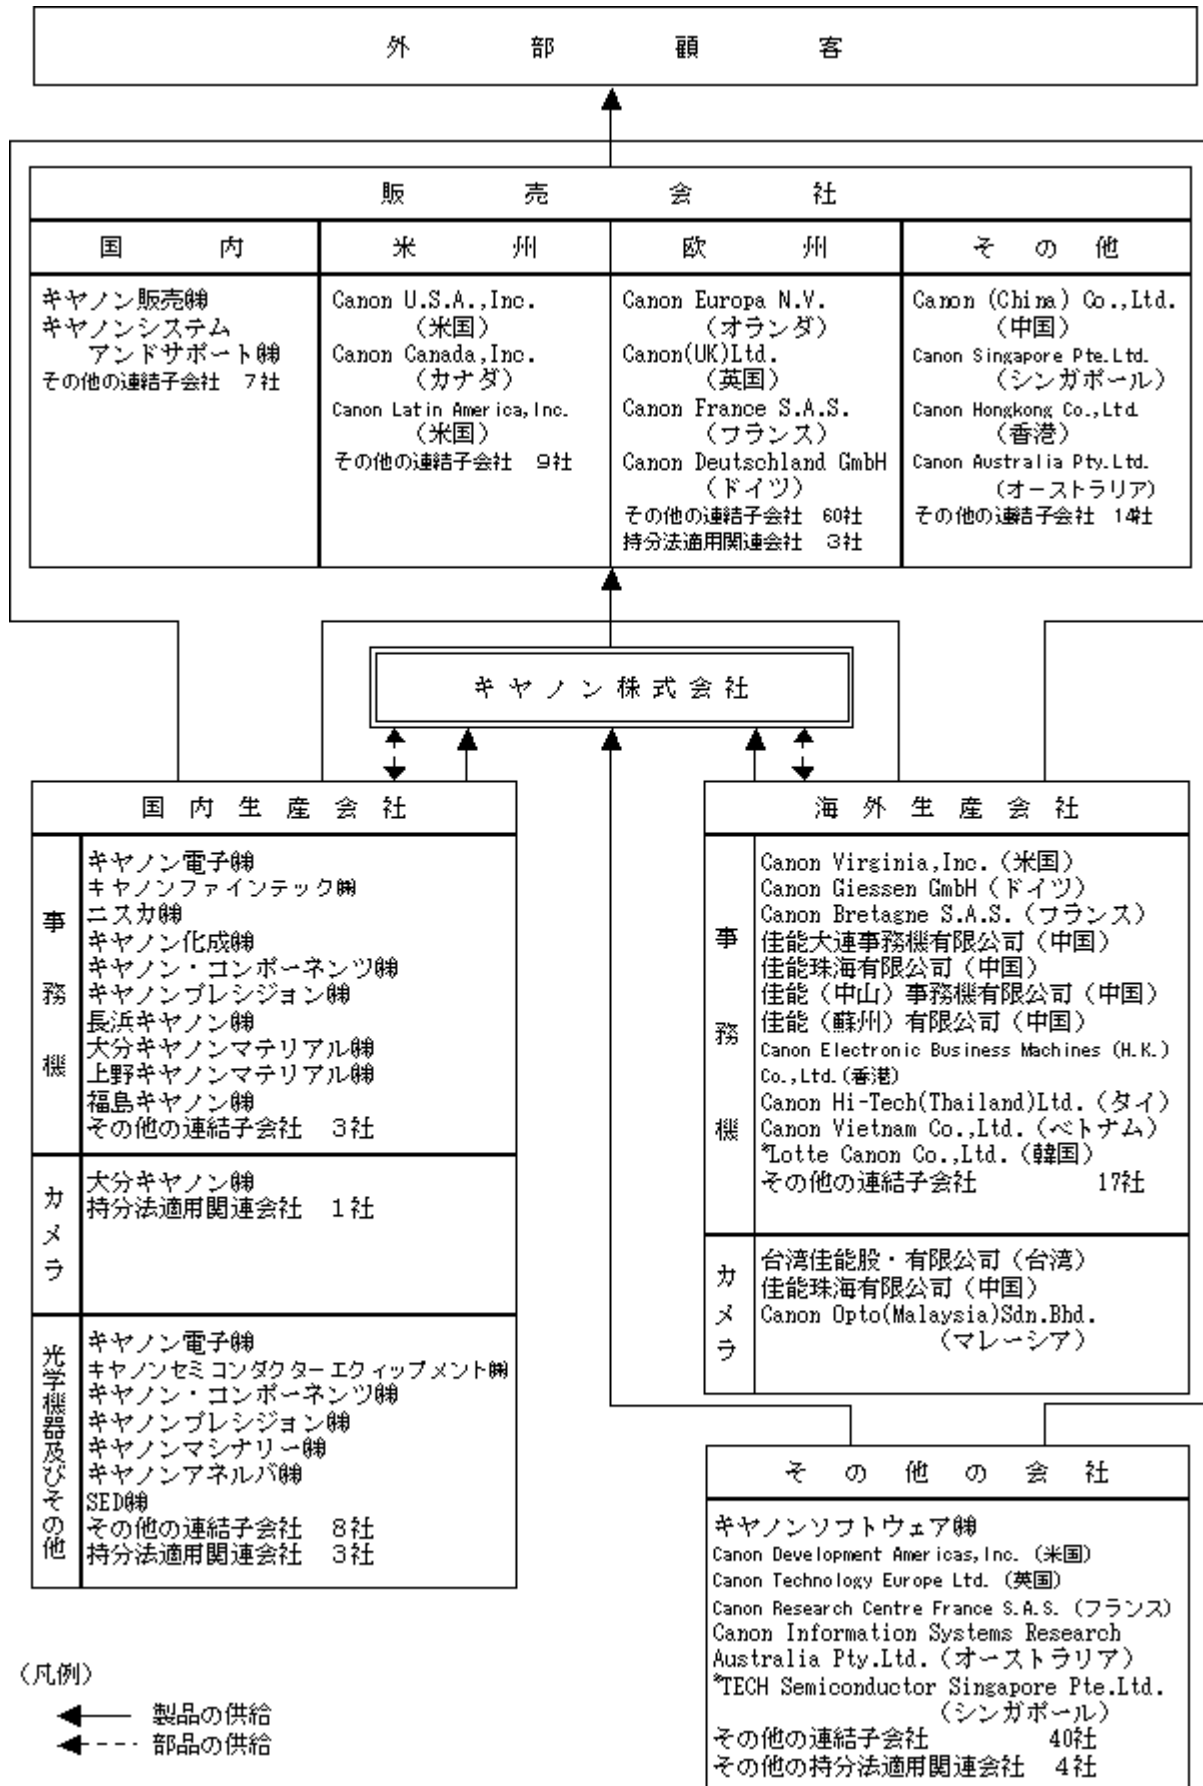 外部顧客
販売会社
国内
キヤノン販売㈱
キヤノンシステム
アンドサポート㈱
その他の連結子会社 7社
米州
Canon U.S.A.,Inc.
(米国)
Canon Canada,Inc.
(カナダ)
Canon Latin America,Inc.
(米国)
その他の連結子会社 9社
欧州
Canon Europa N.V.
(オランダ)
Canon(UK)Ltd.
(英国)
Canon France S.A.S.
(フランス)
Canon Deutschland GmbH
(ドイツ)
その他の連結子会社 60社
持分法適用関連会社 3社
その他
Canon (China) Co.,Ltd.
(中国)
Canon Singapore Pte.Ltd.
(シンガポール)
Canon Hongkong Co.,Ltd.
(香港)
Canon Australia Pty.Ltd.
(オーストラリア)
その他の連結子会社 14社
キヤノン株式会社
国内生産会社
事務機
キヤノン電子㈱
キヤノンファインテック㈱
ニスカ㈱
キヤノン化成㈱
キヤノン・コンポーネンツ㈱
キヤノンプレシジョン㈱
長浜キヤノン㈱
大分キヤノンマテリアル㈱
上野キヤノンマテリアル㈱
福島キヤノン㈱
その他の連結子会社 3社
カメラ
大分キヤノン㈱
持分法適用関連会社 1社
光学機器及びその他
キヤノン電子㈱
キヤノンセミコンダクターエクィップメント㈱
キヤノン・コンポーネンツ㈱
キヤノンプレシジョン㈱
キヤノンマシナリー㈱
キヤノンアネルバ㈱
SED㈱
その他の連結子会社 8社
持分法適用関連会社 3社
海外生産会社
事務機
Canon Virginia,Inc.(米国)
Canon Giessen GmbH(ドイツ)
Canon Bretagne S.A.S.(フランス)
佳能大連事務機有限公司(中国)
佳能珠海有限公司(中国)
佳能(中山)事務機有限公司(中国)
佳能(蘇州)有限公司(中国)
Canon Electronic Business Machines (H.K.)
Co.,Ltd.(香港)
Canon Hi-Tech(Thailand)Ltd.(タイ)
Canon Vietnam Co.,Ltd.(ベトナム)
*Lotte Canon Co.,Ltd.(韓国)
その他の連結子会社 17社
カメラ
台湾佳能股・有限公司(台湾)
佳能珠海有限公司(中国)
Canon Opto(Malaysia)Sdn.Bhd.
(マレーシア)
その他の会社
キヤノンソフトウェア㈱
Canon Development Americas,Inc.(米国)
Canon Technology Europe Ltd.(英国)
Canon Research Centre France S.A.S.(フランス)
Canon Information Systems Research
Australia Pty.Ltd.(オーストラリア)
*TECH Semiconductor Singapore Pte.Ltd.
(シンガポール)
その他の連結子会社 40社
その他の持分法適用関連会社 4社
(凡例)
製品の供給
部品の供給